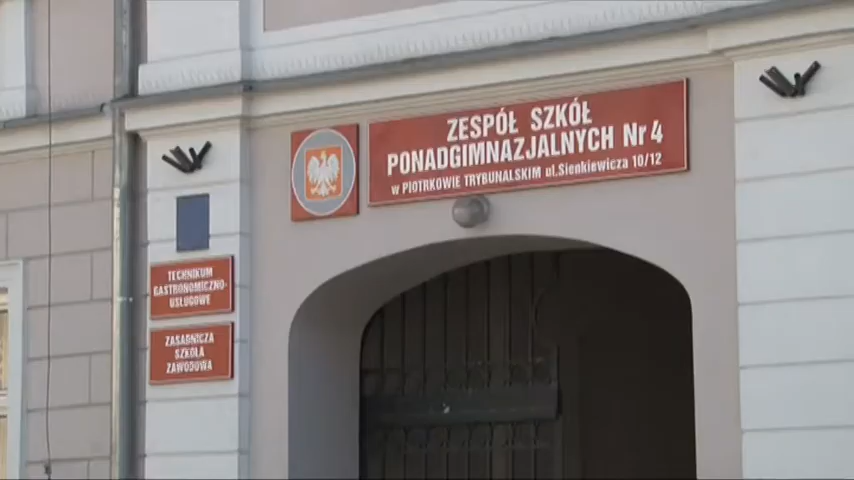 ZESPÓŁ SZKÓŁ
PONADGIMNAZJALNYCH Nr 4
W PIOTRKOWIE TRYBUNALSKIM ul.Sienkiewicza 10/12
TECHNIKUM
GASTRONOMICZNO-
USŁUGOWE
ZASADNICZA
SZKOŁA
ZAWODOWA